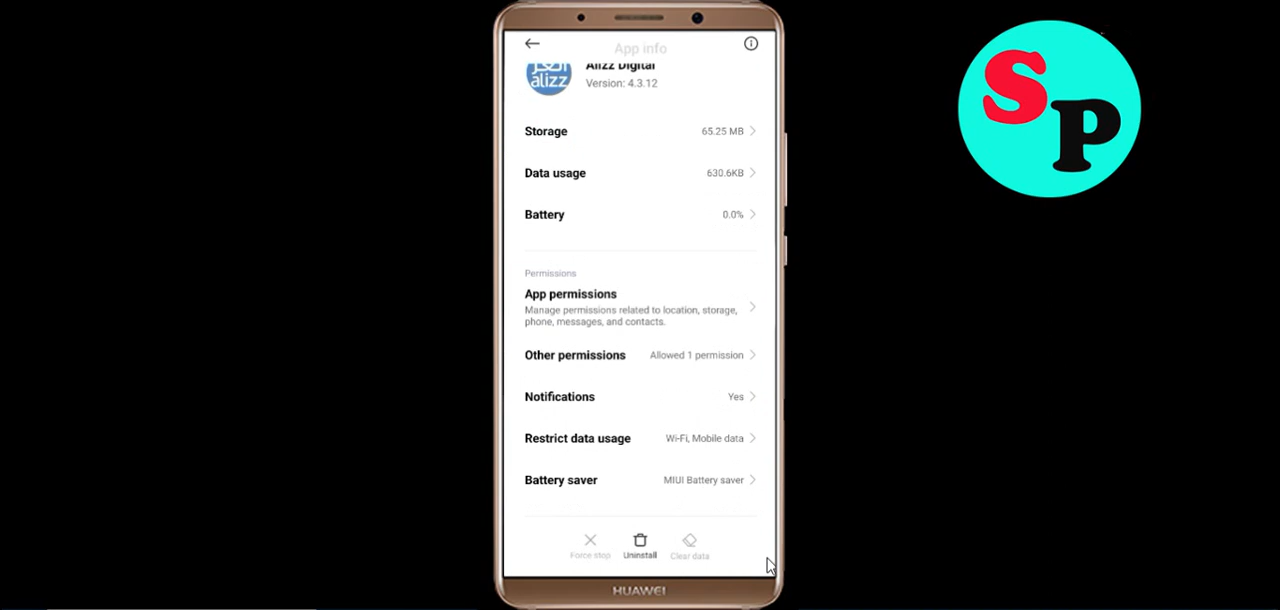 App info
Alizz Digital
alizz
Version: 4.3.12
Storage 65.25 MB
Data usage 630.6KB
Battery 0.0%
Permissions
App permissions
Manage permissions related to location, storage,
phone, messages, and contacts.
Other permissions Allowed 1 permission
Notifications Yes
Restrict data usage Wi-Fi, Mobile data
Battery saver MIUI Battery saver
Force stop Uninstall Clear data
HUAWEI
SP